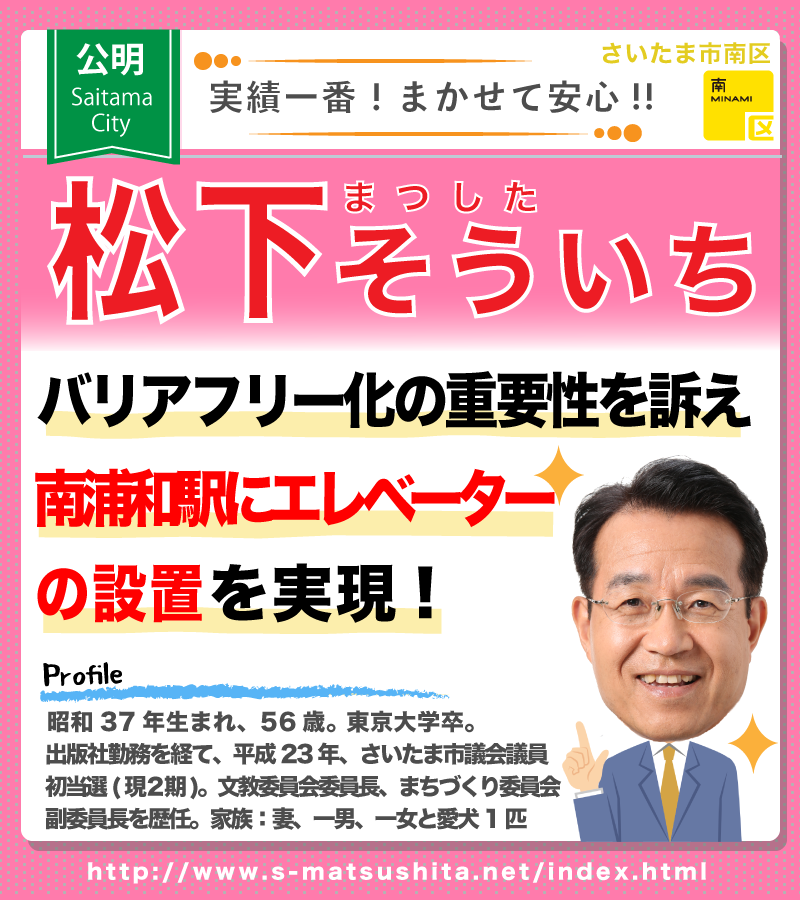 公明
Saitama
City
実績一番！まかせて安心!!
さいたま市南区
南
MINAMI
区
まつした
松下そういち
バリアフリー化の重要性を訴え
南浦和駅にエレベーター
の設置を実現！
Profile
昭和37年生まれ、56歳。東京大学卒。
出版社勤務を経て、平成23年、さいたま市議会議員
初当選(現2期)。文教委員会委員長、まちづくり委員会
副委員長を歴任。家族：妻、一男、一女と愛犬1匹
http://www.s-matsushita.net/index.html